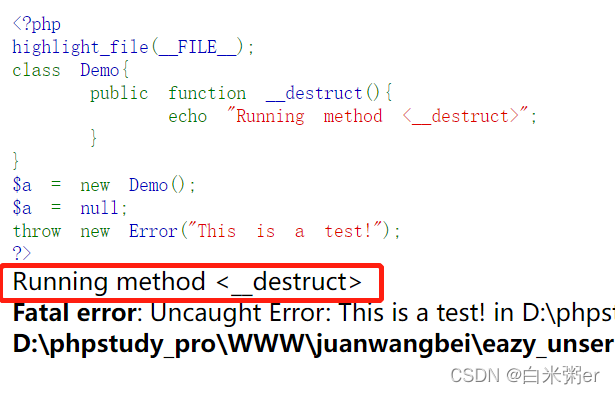 <?php
highlight_file(__FILE__);
class Demo{
public function __destruct(){
echo "Running method <__destruct>";
}
}
$a = new Demo();
$a = null;
throw new Error("This is a test!");
?>
Running method <__destruct>
Fatal error: Uncaught Error: This is a test! in D:\phpst
D:\phpstudy_pro\WWW\juanwangbei\eazy_unser
CSDN @白米粥er